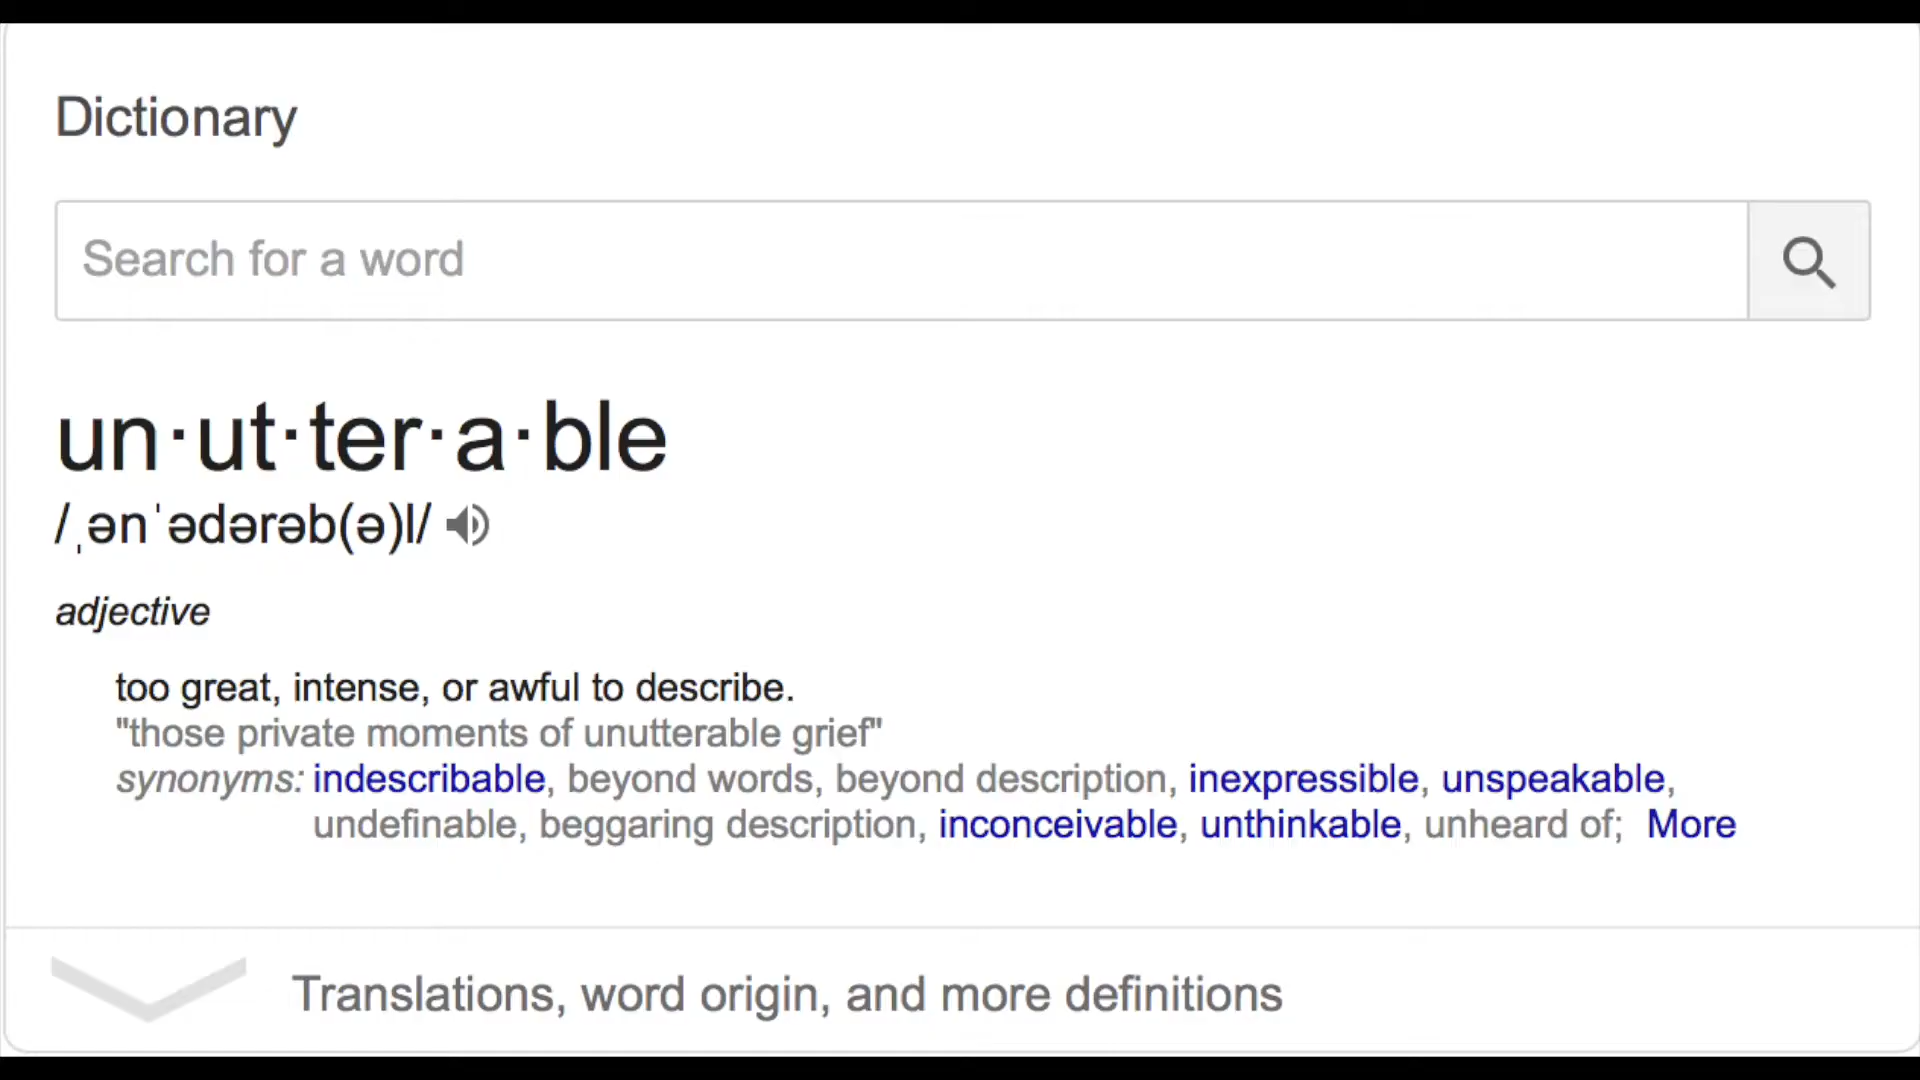 Dictionary
Search for a word
un·ut·ter·a·ble
/ˌənˈədərəb(ə)l/
adjective
too great, intense, or awful to describe.
"those private moments of unutterable grief"
synonyms: indescribable, beyond words, beyond description, inexpressible, unspeakable,
undefinable, beggaring description, inconceivable, unthinkable, unheard of; More
Translations, word origin, and more definitions